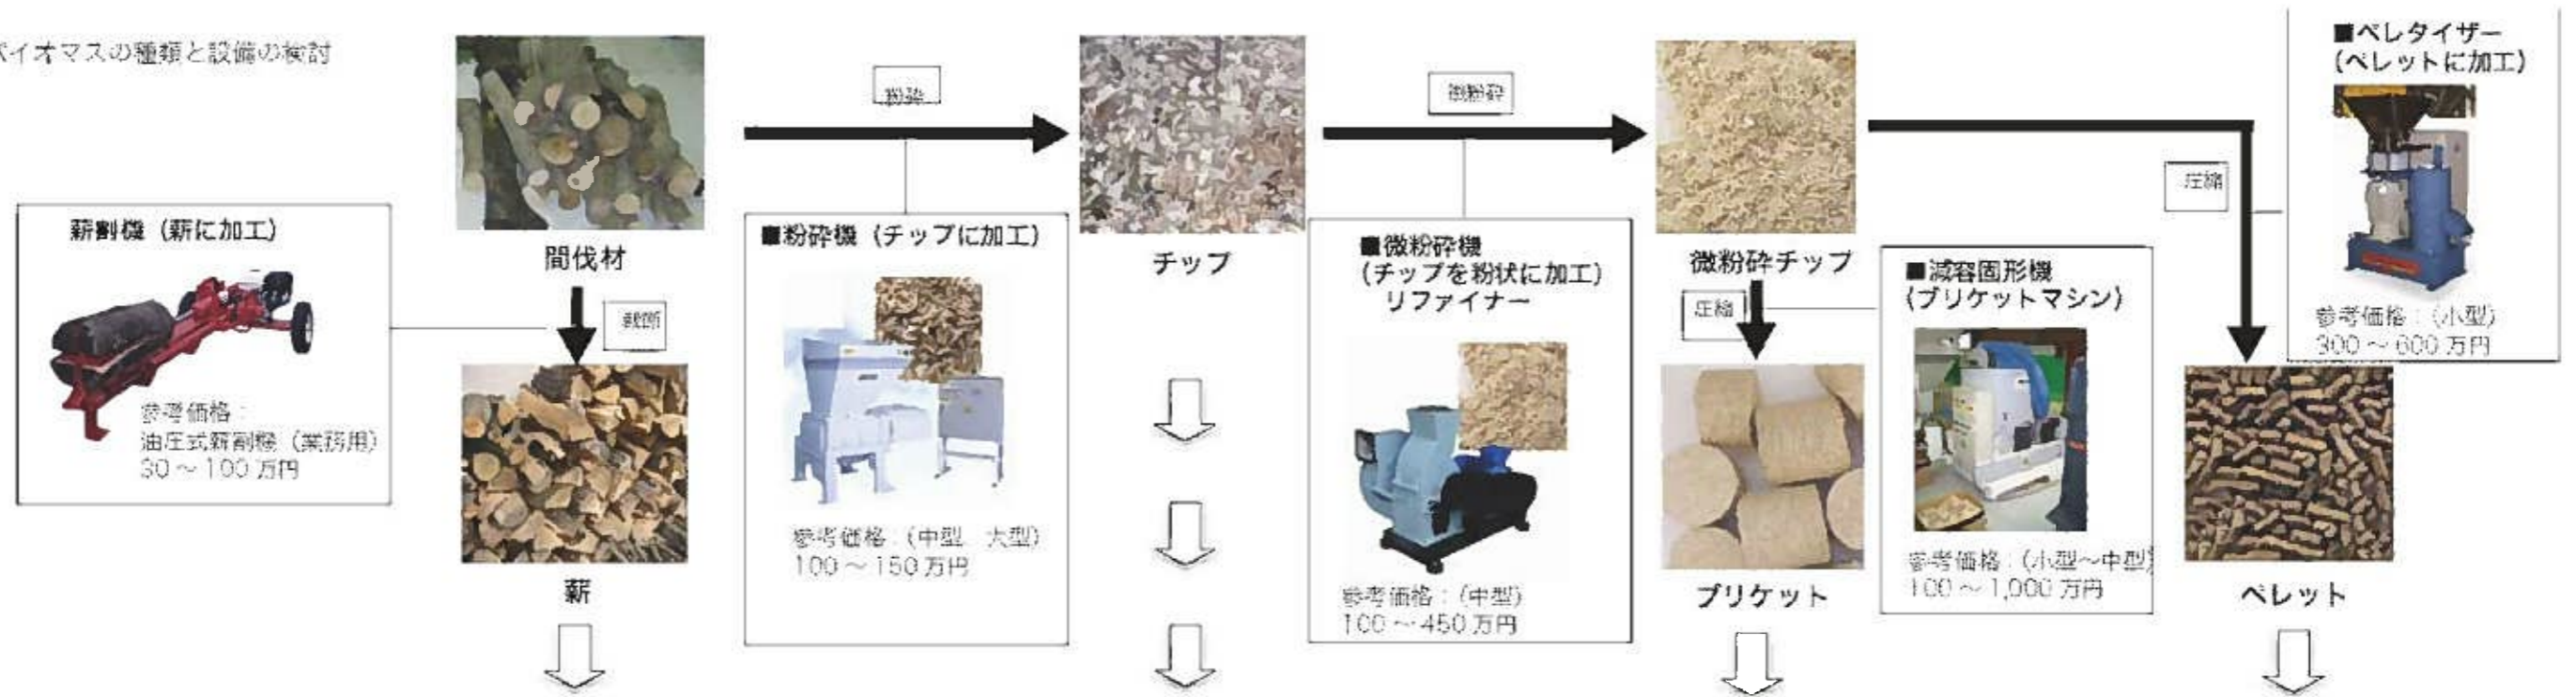 バイオマスの種類と設備の検討
薪割機（薪に加工）
参考価格：
油圧式薪割機（業務用）
30～100万円
間伐材
裁断
薪
粉砕
■粉砕機（チップに加工）
参考価格：（中型 大型）
100～150万円
チップ
微粉砕
■微粉砕機
（チップを粉状に加工）
リファイナー
参考価格：（中型）
100～450万円
微粉砕チップ
圧縮
ブリケット
■減容固形機
（ブリケットマシン）
参考価格：（小型～中型）
100～1,000万円
圧縮
■ペレタイザー
（ペレットに加工）
参考価格：（小型）
300～600万円
ペレット